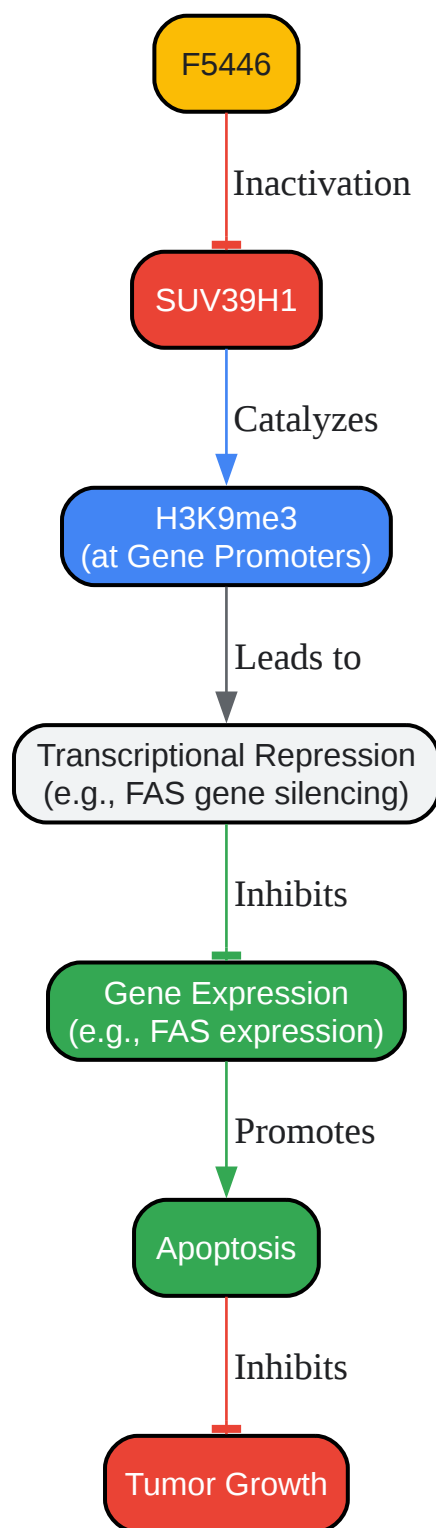 F5446
Inactivation
SUV39H1
Catalyzes
H3K9me3
(at Gene Promoters)
Leads to
Transcriptional Repression
(e.g., FAS gene silencing)
Inhibits
Gene Expression
(e.g., FAS expression)
Promotes
Apoptosis
Inhibits
Tumor Growth